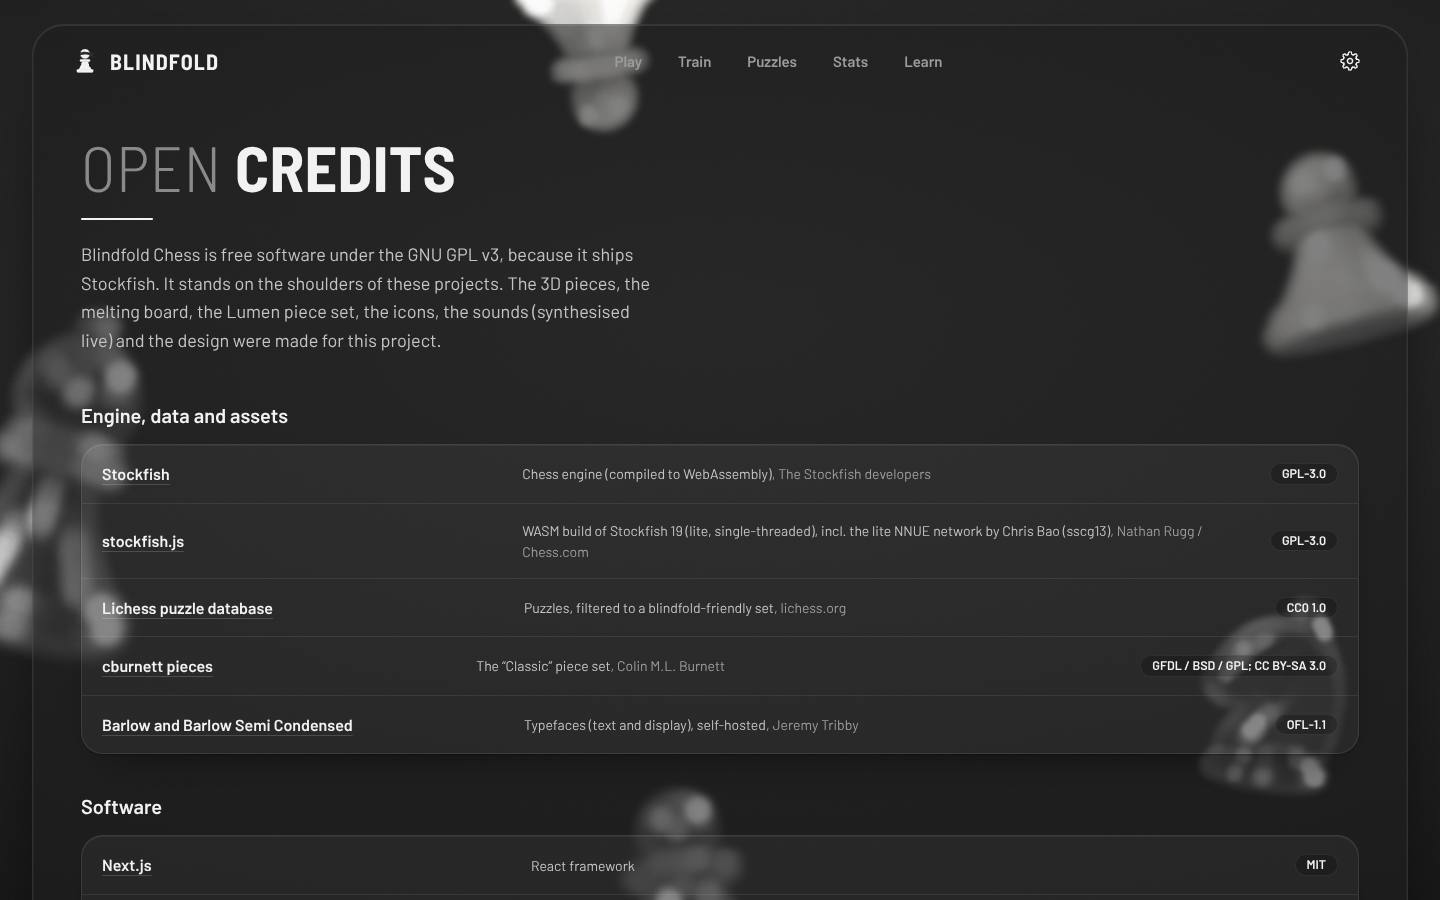 BLINDFOLD
Play Train Puzzles Stats Learn
OPEN CREDITS
Blindfold Chess is free software under the GNU GPL v3, because it ships
Stockfish. It stands on the shoulders of these projects. The 3D pieces, the
melting board, the Lumen piece set, the icons, the sounds (synthesised
live) and the design were made for this project.
Engine, data and assets
Stockfish Chess engine (compiled to WebAssembly), The Stockfish developers GPL-3.0
stockfish.js WASM build of Stockfish 19 (lite, single-threaded), incl. the lite NNUE network by Chris Bao (sscg13), Nathan Rugg / GPL-3.0
Chess.com
Lichess puzzle database Puzzles, filtered to a blindfold-friendly set, lichess.org CC0 1.0
cburnett pieces The “Classic” piece set, Colin M.L. Burnett GFDL / BSD / GPL; CC BY-SA 3.0
Barlow and Barlow Semi Condensed Typefaces (text and display), self-hosted, Jeremy Tribby OFL-1.1
Software
Next.js React framework MIT